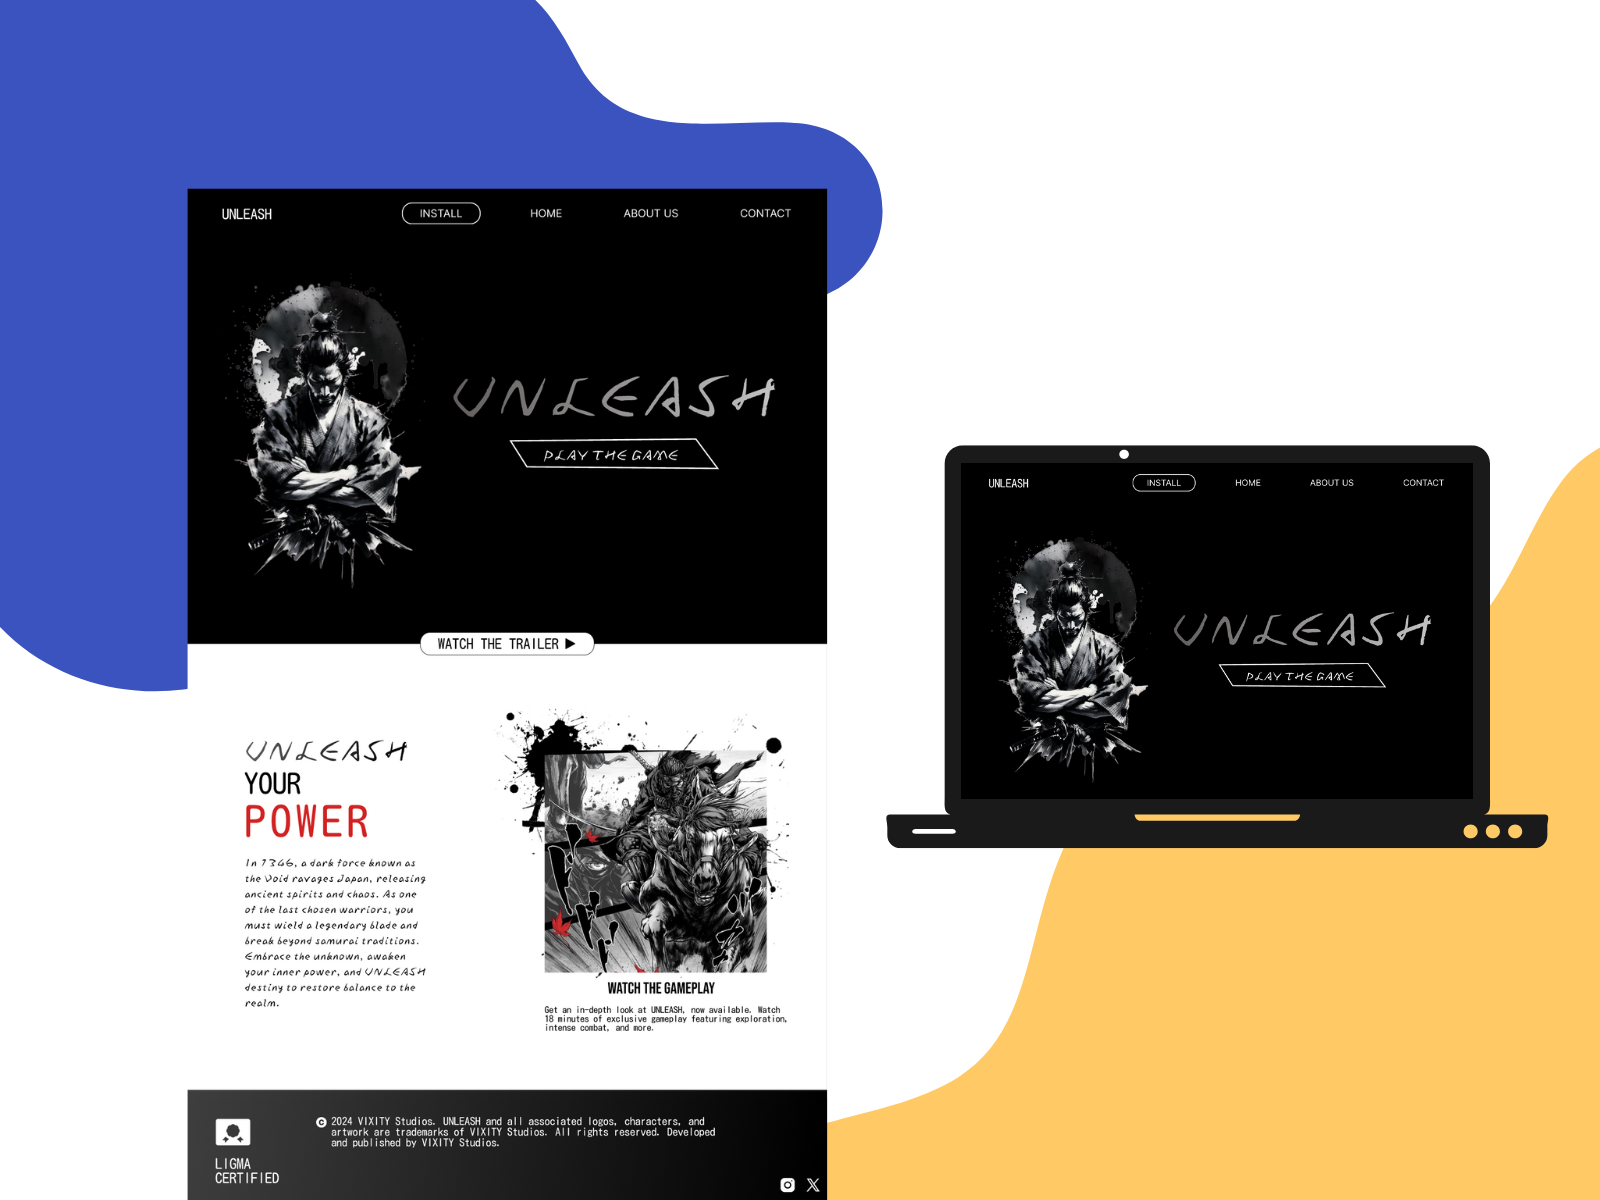 UNLEASH
INSTALL
HOME
ABOUT US
CONTACT
UNLEASH
PLAY THE GAME
WATCH THE TRAILER
UNLEASH
YOUR
POWER
In 1366, a dark force known as
the Void ravages Japan, releasing
ancient spirits and chaos. As one
of the last chosen warriors, you
must wield a legendary blade and
break beyond samurai traditions.
Embrace the unknown, awaken
your inner power, and UNLEASH
destiny to restore balance to the
realm.
WATCH THE GAMEPLAY
Get an in-depth look at UNLEASH, now available. Watch
18 minutes of exclusive gameplay featuring exploration,
intense combat, and more.
LIGMA
CERTIFIED
© 2024 VIXITY Studios. UNLEASH and all associated logos, characters, and
artwork are trademarks of VIXITY Studios. All rights reserved. Developed
and published by VIXITY Studios.
UNLEASH
INSTALL
HOME
ABOUT US
CONTACT
UNLEASH
PLAY THE GAME